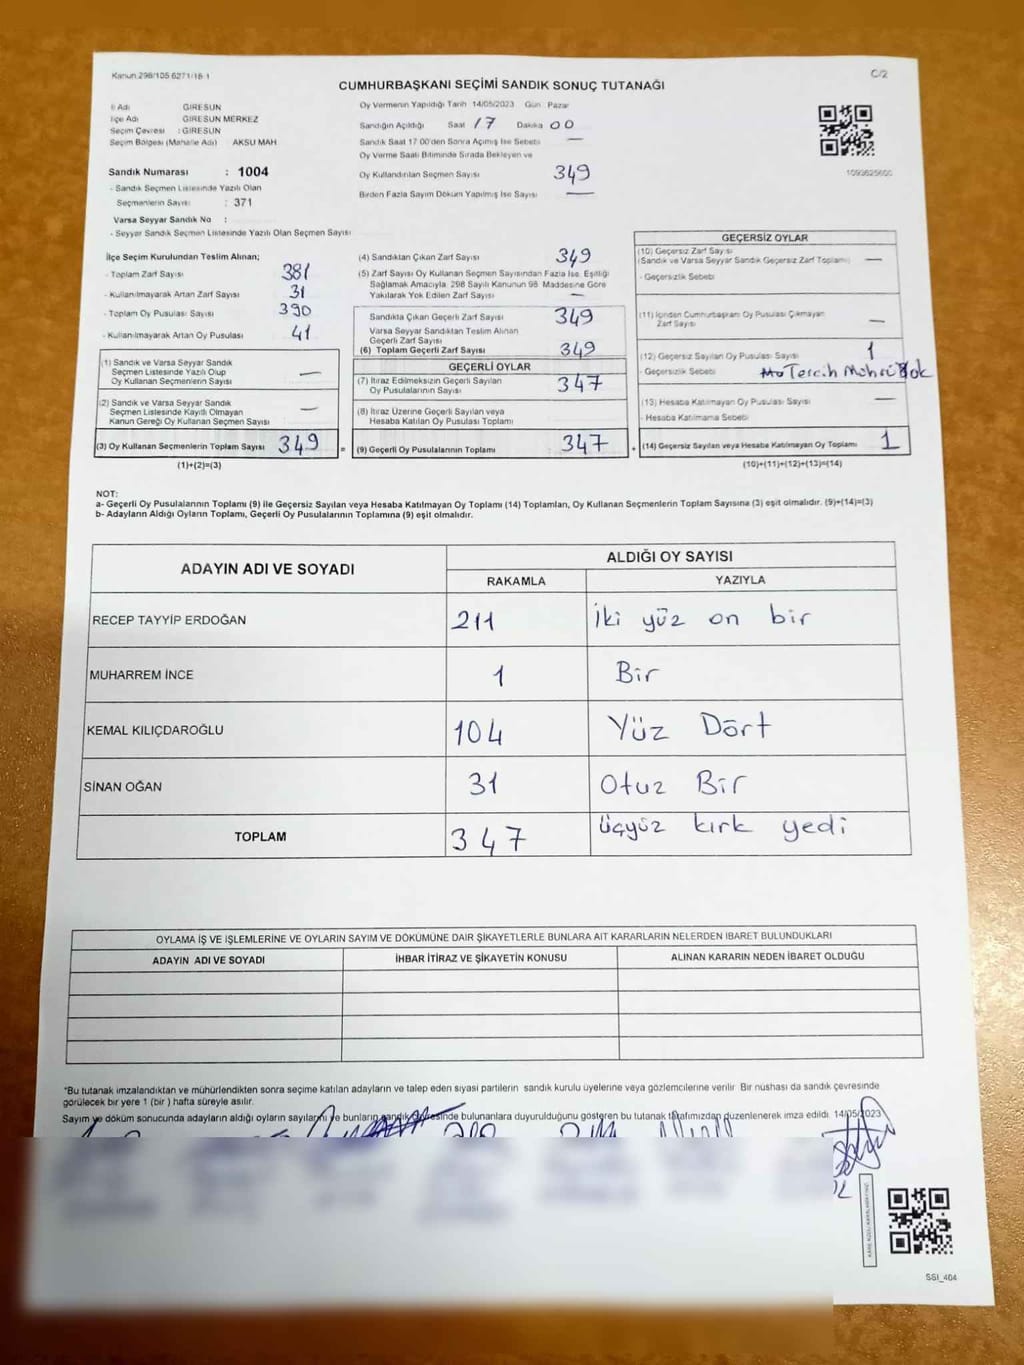 Kanun 298/105 6271/18-1
C/2
CUMHURBAŞKANI SEÇİMİ SANDIK SONUÇ TUTANAĞI
İl Adı GİRESUN
İlçe Adı GİRESUN MERKEZ
Seçim Çevresi : GİRESUN
Seçim Bölgesi (Mahalle Adı) AKSU MAH
Sandık Numarası : 1004
- Sandık Seçmen Listesinde Yazılı Olan
Seçmenlerin Sayısı : 371
Varsa Seyyar Sandık No :
- Seyyar Sandık Seçmen Listesinde Yazılı Olan Seçmen Sayısı
Oy Vermenin Yapıldığı Tarih 14/05/2023 Gün Pazar
Sandığın Açıldığı Saat 17 Dakika 00
Sandık Saat 17 00'den Sonra Açılmış İse Sebebi —
Oy Verme Saati Bitiminde Sırada Bekleyen ve
Oy Kullandırılan Seçmen Sayısı 349
Birden Fazla Sayım Döküm Yapılmış İse Sayısı —
1093625600
İlçe Seçim Kurulundan Teslim Alınan;
- Toplam Zarf Sayısı 381
- Kullanılmayarak Artan Zarf Sayısı 31
- Toplam Oy Pusulası Sayısı 390
- Kullanılmayarak Artan Oy Pusulası 41
(1) Sandık ve Varsa Seyyar Sandık
Seçmen Listesinde Yazılı Olup
Oy Kullanan Seçmenlerin Sayısı —
(2) Sandık ve Varsa Seyyar Sandık
Seçmen Listesinde Kayıtlı Olmayan
Kanun Gereği Oy Kullanan Seçmen Sayısı —
(3) Oy Kullanan Seçmenlerin Toplam Sayısı 349 =
(1)+(2)=(3)
(4) Sandıktan Çıkan Zarf Sayısı 349
(5) Zarf Sayısı Oy Kullanan Seçmen Sayısından Fazla İse, Eşitliği
Sağlamak Amacıyla, 298 Sayılı Kanunun 98. Maddesine Göre
Yakılarak Yok Edilen Zarf Sayısı —
Sandıkta Çıkan Geçerli Zarf Sayısı 349
Varsa Seyyar Sandıktan Teslim Alınan
Geçerli Zarf Sayısı
(6) Toplam Geçerli Zarf Sayısı 349
GEÇERLİ OYLAR
(7) İtiraz Edilmeksizin Geçerli Sayılan
Oy Pusulalarının Sayısı 347
(8) İtiraz Üzerine Geçerli Sayılan veya
Hesaba Katılan Oy Pusulası Toplamı
(9) Geçerli Oy Pusulalarının Toplamı 347 +
GEÇERSİZ OYLAR
(10) Geçersiz Zarf Sayısı
(Sandık ve Varsa Seyyar Sandık Geçersiz Zarf Toplamı) —
- Geçersizlik Sebebi
(11) İçinden Cumhurbaşkanı Oy Pusulası Çıkmayan
Zarf Sayısı —
(12) Geçersiz Sayılan Oy Pusulası Sayısı 1
- Geçersizlik Sebebi Tercih Mührü Yok
(13) Hesaba Katılmayan Oy Pusulası Sayısı —
- Hesaba Katılmama Sebebi
(14) Geçersiz Sayılan veya Hesaba Katılmayan Oy Toplamı 1
(10)+(11)+(12)+(13)=(14)
NOT:
a- Geçerli Oy Pusulalarının Toplamı (9) ile Geçersiz Sayılan veya Hesaba Katılmayan Oy Toplamı (14) Toplamları, Oy Kullanan Seçmenlerin Toplam Sayısına (3) eşit olmalıdır. (9)+(14)=(3)
b- Adayların Aldığı Oyların Toplamı, Geçerli Oy Pusulalarının Toplamına (9) eşit olmalıdır.
ADAYIN ADI VE SOYADI ALDIĞI OY SAYISI
RAKAMLA YAZIYLA
RECEP TAYYİP ERDOĞAN 211 İki yüz on bir
MUHARREM İNCE 1 Bir
KEMAL KILIÇDAROĞLU 104 Yüz Dört
SİNAN OĞAN 31 Otuz Bir
TOPLAM 347 üçyüz kırk yedi
OYLAMA İŞ VE İŞLEMLERİNE VE OYLARIN SAYIM VE DÖKÜMÜNE DAİR ŞİKAYETLERLE BUNLARA AİT KARARLARIN NELERDEN İBARET BULUNDUKLARI
ADAYIN ADI VE SOYADI İHBAR İTİRAZ VE ŞİKAYETİN KONUSU ALINAN KARARIN NEDEN İBARET OLDUĞU
*Bu tutanak imzalandıktan ve mühürlendikten sonra seçime katılan adayların ve talep eden siyasi partilerin sandık kurulu üyelerine veya gözlemcilerine verilir Bir nüshası da sandık çevresinde
görülecek bir yere 1 (bir ) hafta süreyle asılır.
Sayım ve döküm sonucunda adayların aldığı oyların sayılarını ve bunların sandık çevresinde bulunanlara duyurulduğunu gösteren bu tutanak tarafımızdan düzenlenerek imza edildi. 14/05/2023
SSI_404